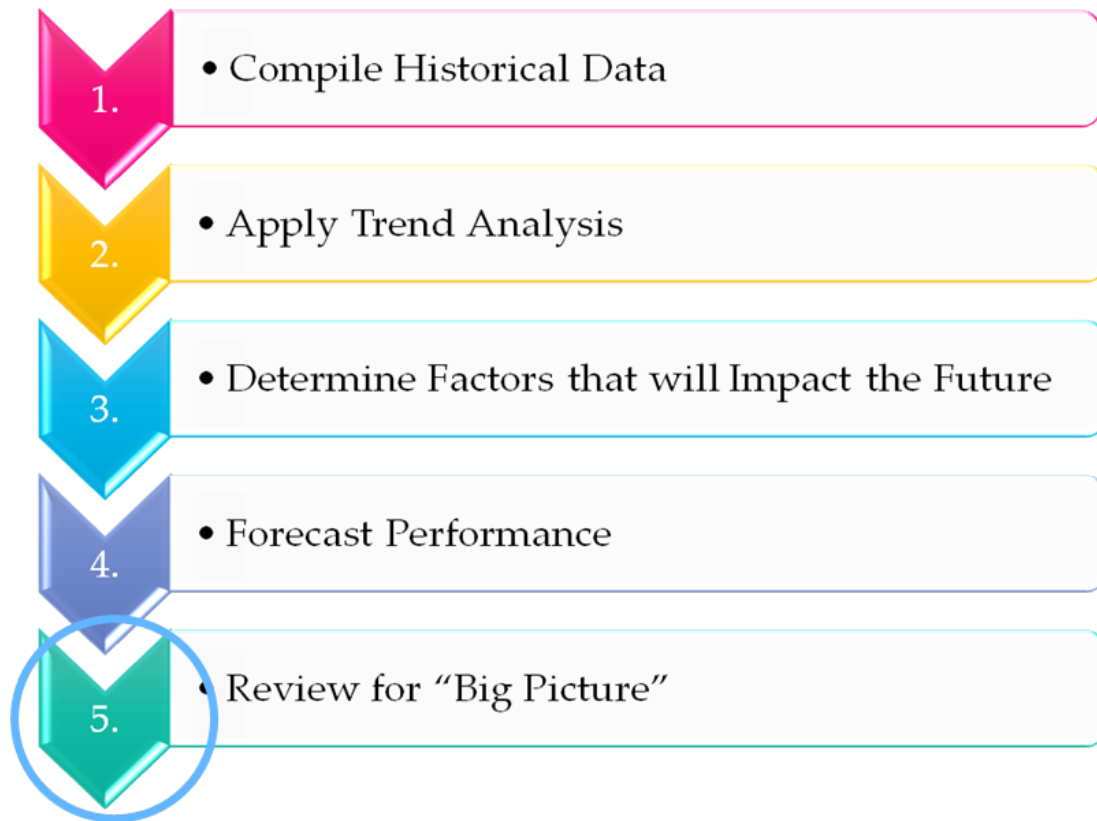 1. • Compile Historical Data
2. • Apply Trend Analysis
3. • Determine Factors that will Impact the Future
4. • Forecast Performance
5. • Review for “Big Picture”